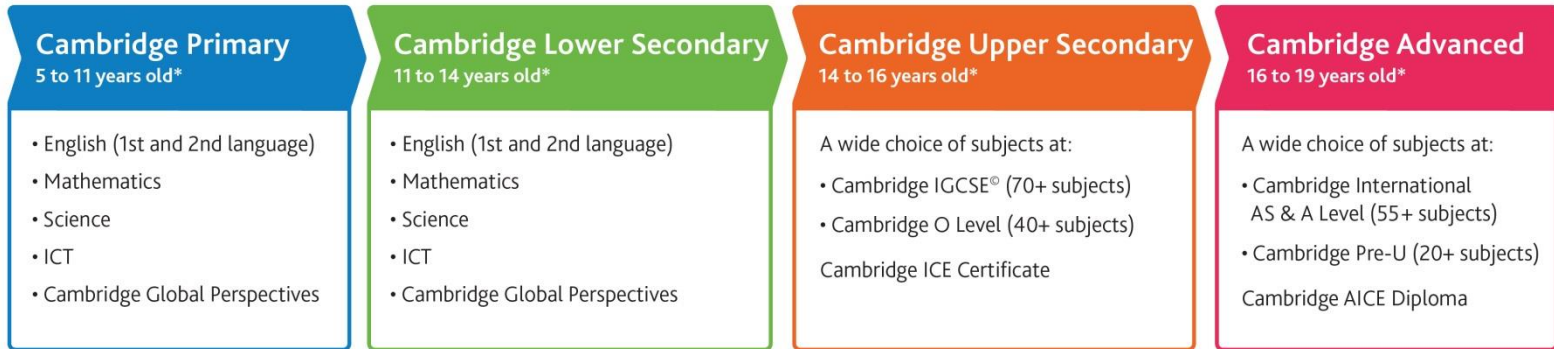 Cambridge Primary
5 to 11 years old*
• English (1st and 2nd language)
• Mathematics
• Science
• ICT
• Cambridge Global Perspectives
Cambridge Lower Secondary
11 to 14 years old*
• English (1st and 2nd language)
• Mathematics
• Science
• ICT
• Cambridge Global Perspectives
Cambridge Upper Secondary
14 to 16 years old*
A wide choice of subjects at:
• Cambridge IGCSE© (70+ subjects)
• Cambridge O Level (40+ subjects)
Cambridge ICE Certificate
Cambridge Advanced
16 to 19 years old*
A wide choice of subjects at:
• Cambridge International
AS & A Level (55+ subjects)
• Cambridge Pre-U (20+ subjects)
Cambridge AICE Diploma